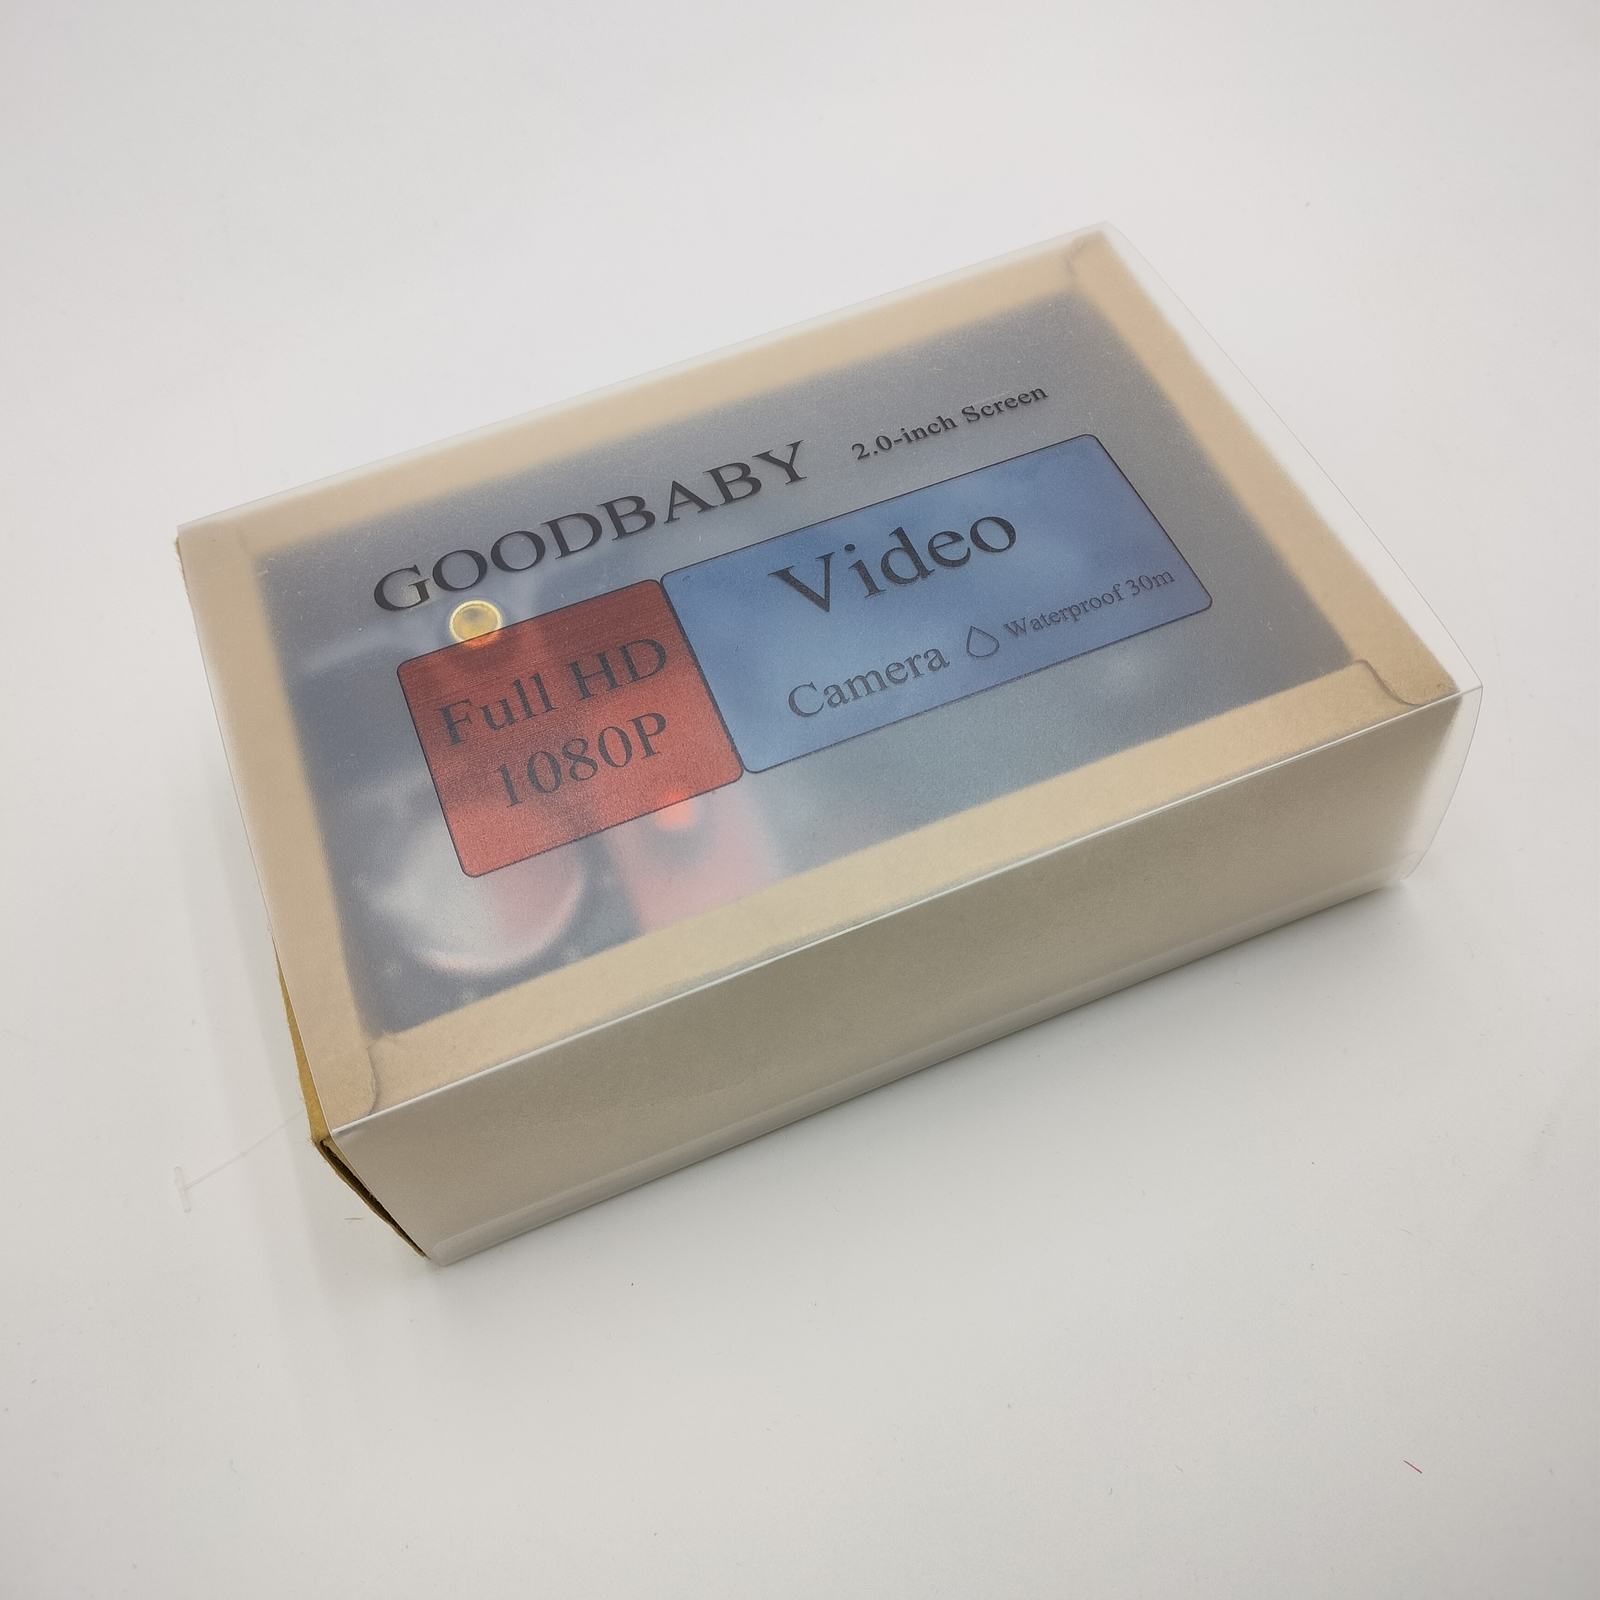 GOODBABY 2.0-inch Screen
Full HD
1080P
Video
Camera Waterproof 30m